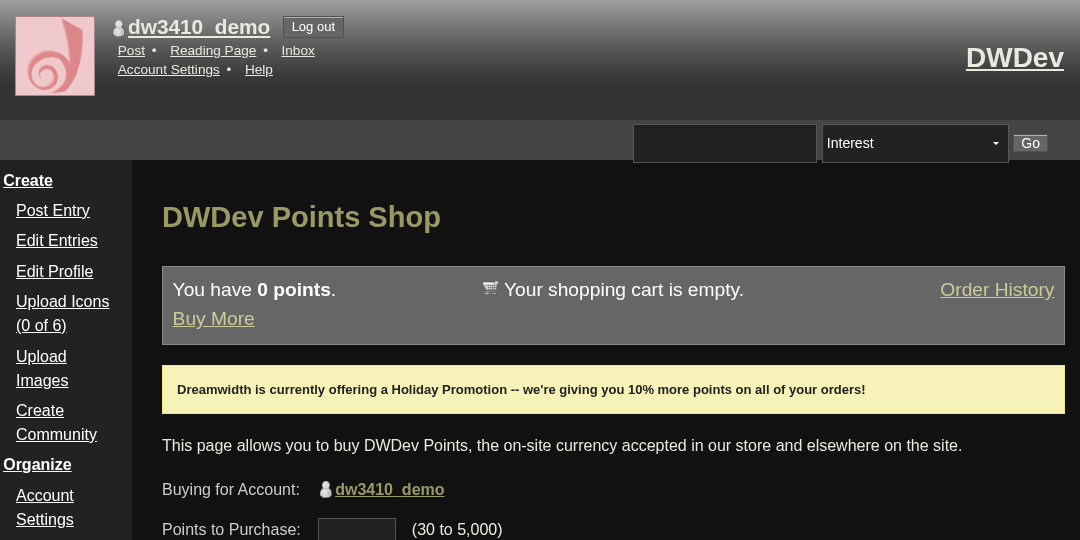 dw3410_demo Log out
Post • Reading Page • Inbox
Account Settings • Help
DWDev
Interest Go
Create
Post Entry
Edit Entries
Edit Profile
Upload Icons
(0 of 6)
Upload
Images
Create
Community
Organize
Account
Settings
DWDev Points Shop
You have 0 points.
Buy More
Your shopping cart is empty.
Order History
Dreamwidth is currently offering a Holiday Promotion -- we're giving you 10% more points on all of your orders!
This page allows you to buy DWDev Points, the on-site currency accepted in our store and elsewhere on the site.
Buying for Account: dw3410_demo
Points to Purchase: (30 to 5,000)